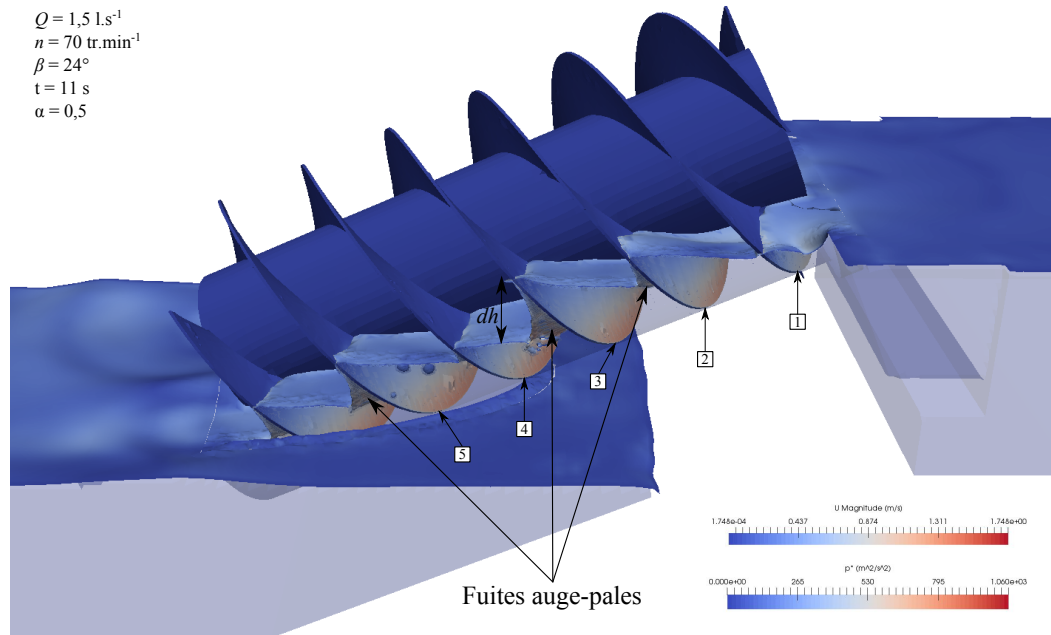 Q = 1,5 l.s⁻¹
n = 70 tr.min⁻¹
β = 24°
t = 11 s
α = 0,5
dh
1
2
3
4
5
Fuites auge-pales
U Magnitude (m/s)
1.748e-04 0.437 0.874 1.311 1.748e+00
p* (m^2/s^2)
0.000e+00 265 530 795 1.060e+03